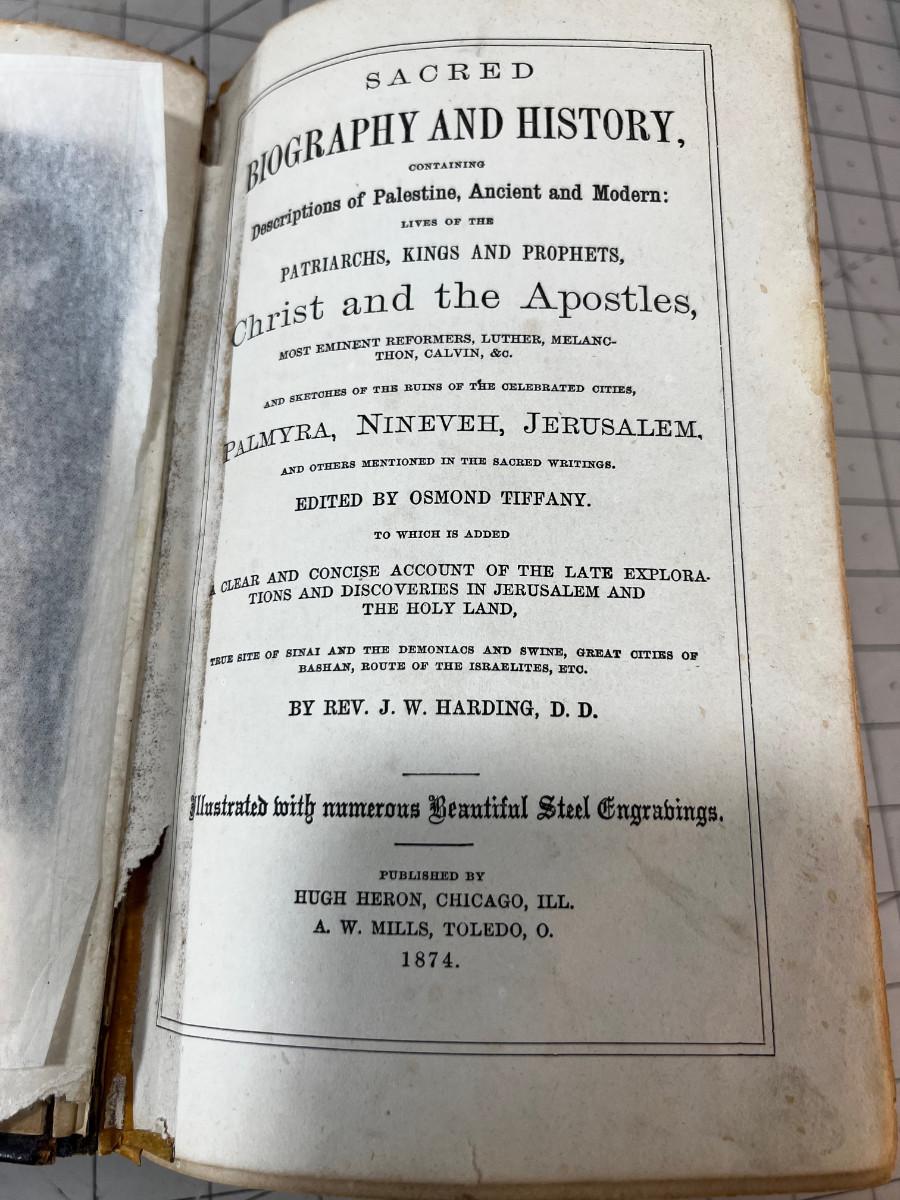 SACRED
BIOGRAPHY AND HISTORY,
CONTAINING
Descriptions of Palestine, Ancient and Modern:
LIVES OF THE
PATRIARCHS, KINGS AND PROPHETS,
Christ and the Apostles,
MOST EMINENT REFORMERS, LUTHER, MELANC-
THON, CALVIN, &C.
AND SKETCHES OF THE RUINS OF THE CELEBRATED CITIES,
PALMYRA, NINEVEH, JERUSALEM,
AND OTHERS MENTIONED IN THE SACRED WRITINGS.
EDITED BY OSMOND TIFFANY.
TO WHICH IS ADDED
A CLEAR AND CONCISE ACCOUNT OF THE LATE EXPLORA-
TIONS AND DISCOVERIES IN JERUSALEM AND
THE HOLY LAND,
TRUE SITE OF SINAI AND THE DEMONIACS AND SWINE, GREAT CITIES OF
BASHAN, ROUTE OF THE ISRAELITES, ETC.
BY REV. J. W. HARDING, D. D.
Illustrated with numerous Beautiful Steel Engravings.
PUBLISHED BY
HUGH HERON, CHICAGO, ILL.
A. W. MILLS, TOLEDO, O.
1874.